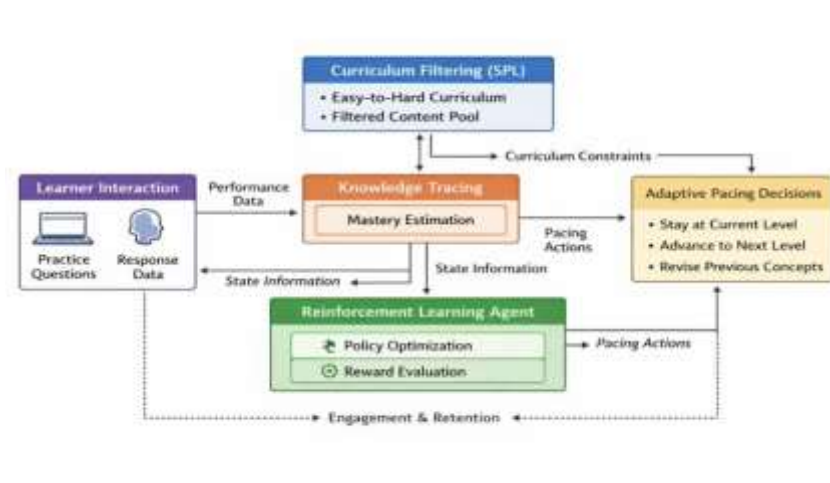 Curriculum Filtering (SPL)
• Easy-to-Hard Curriculum
• Filtered Content Pool
Curriculum Constraints
Learner Interaction
Practice
Questions
Response
Data
Performance
Data
Knowledge Tracing
Mastery Estimation
Pacing
Actions
Adaptive Pacing Decisions
• Stay at Current Level
• Advance to Next Level
• Revise Previous Concepts
State Information
State Information
Reinforcement Learning Agent
Policy Optimization
Reward Evaluation
Pacing Actions
Engagement & Retention